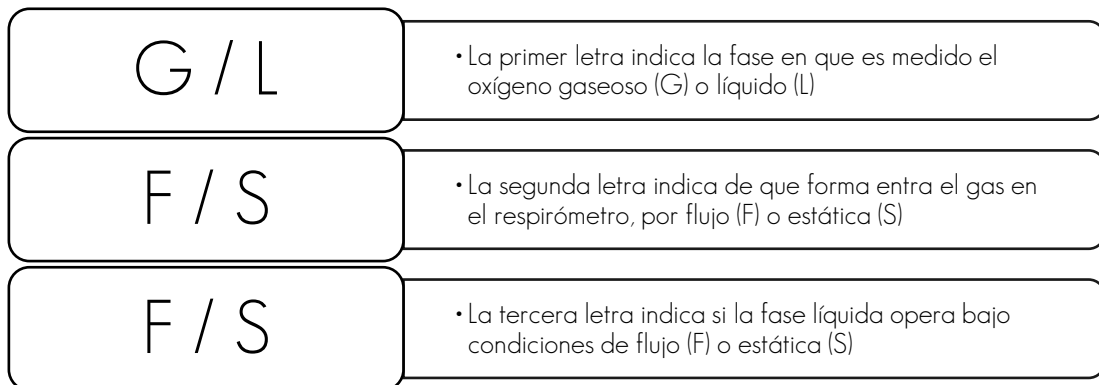 G / L
• La primer letra indica la fase en que es medido el
oxígeno gaseoso (G) o líquido (L)
F / S
• La segunda letra indica de que forma entra el gas en
el respirómetro, por flujo (F) o estática (S)
F / S
• La tercera letra indica si la fase líquida opera bajo
condiciones de flujo (F) o estática (S)